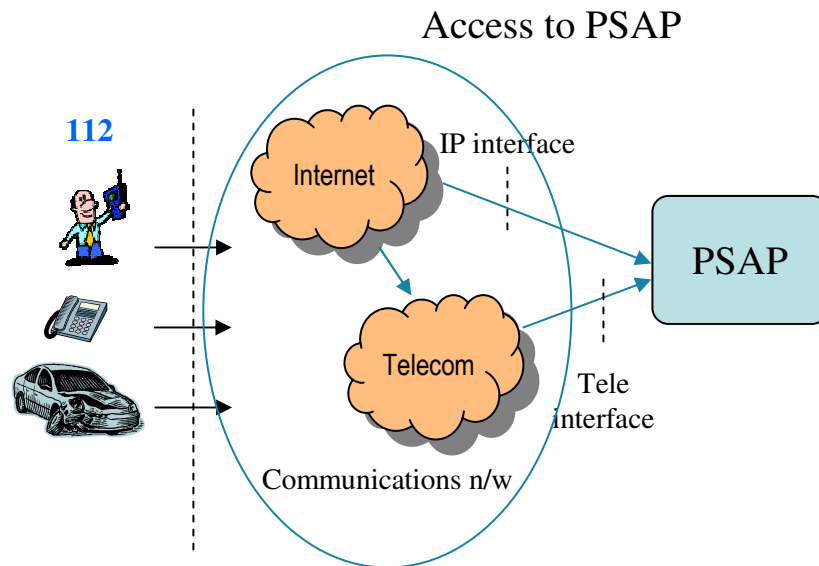 Access to PSAP
112
IP interface
Internet
PSAP
Telecom
Tele
interface
Communications n/w